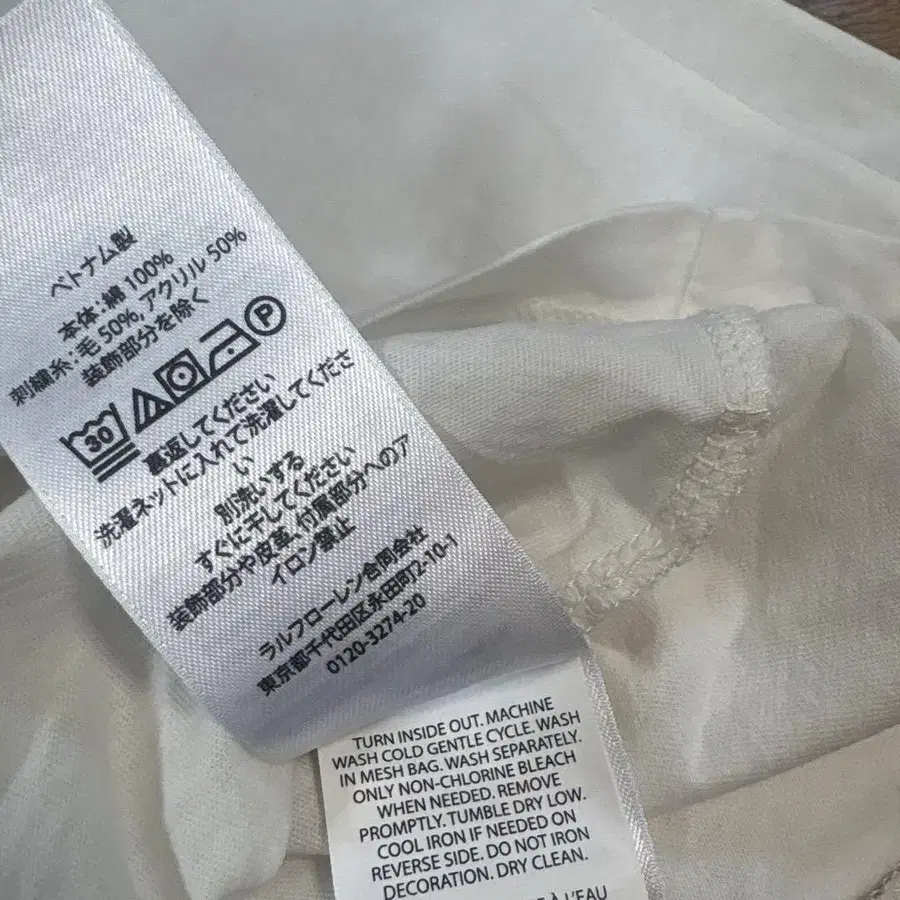 ベトナム製
本体：綿 100%
刺繍糸：毛 50%, アクリル 50%
装飾部分を除く
30 P
裏返してください
洗濯ネットに入れて洗濯してくださ
い
別洗いする
すぐに干してください
装飾部分や皮革、付属部分へのア
イロン禁止
ラルフローレン合同会社
東京都千代田区永田町2-10-1
0120-3274-20
TURN INSIDE OUT. MACHINE
WASH COLD GENTLE CYCLE. WASH
IN MESH BAG. WASH SEPARATELY.
ONLY NON-CHLORINE BLEACH
WHEN NEEDED. REMOVE
PROMPTLY. TUMBLE DRY LOW.
COOL IRON IF NEEDED ON
REVERSE SIDE. DO NOT IRON
DECORATION. DRY CLEAN.
À L'EAU